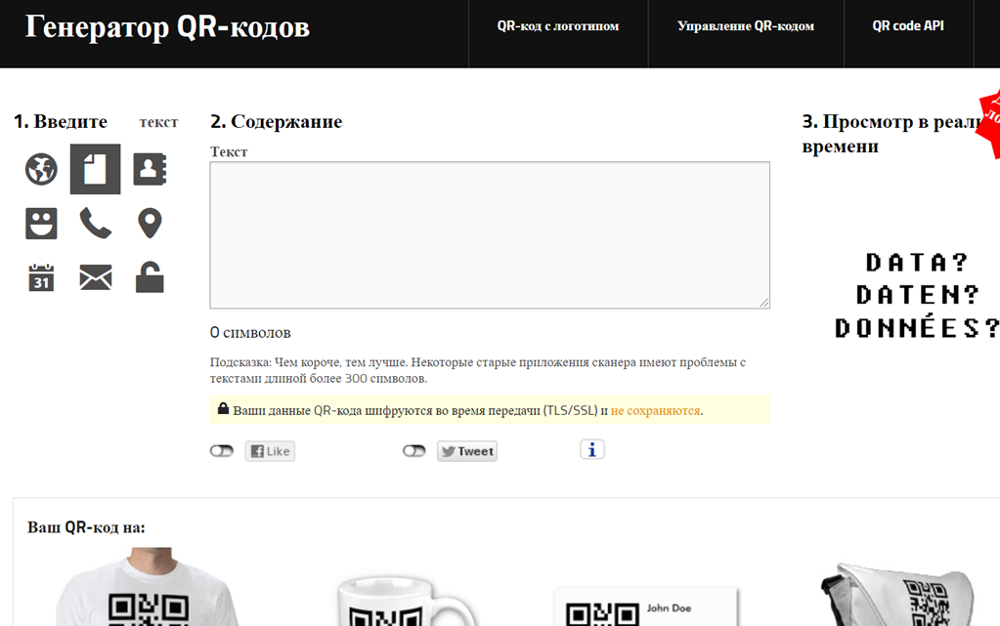 Генератор QR-кодов
QR-код с логотипом
Управление QR-кодом
QR code API
1. Введите
текст
31
2. Содержание
Текст
0 символов
Подсказка: Чем короче, тем лучше. Некоторые старые приложения сканера имеют проблемы с
текстами длиной более 300 символов.
Ваши данные QR-кода шифруются во время передачи (TLS/SSL) и не сохраняются.
Like
Tweet
i
3. Просмотр в реаль
времени
DATA?
DATEN?
DONNÉES?
Ваш QR-код на:
John Doe